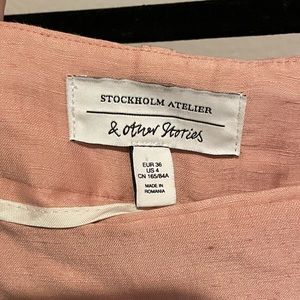 STOCKHOLM ATELIER
& other Stories
EUR 36
US 4
CN 165/84A
MADE IN
ROMANIA